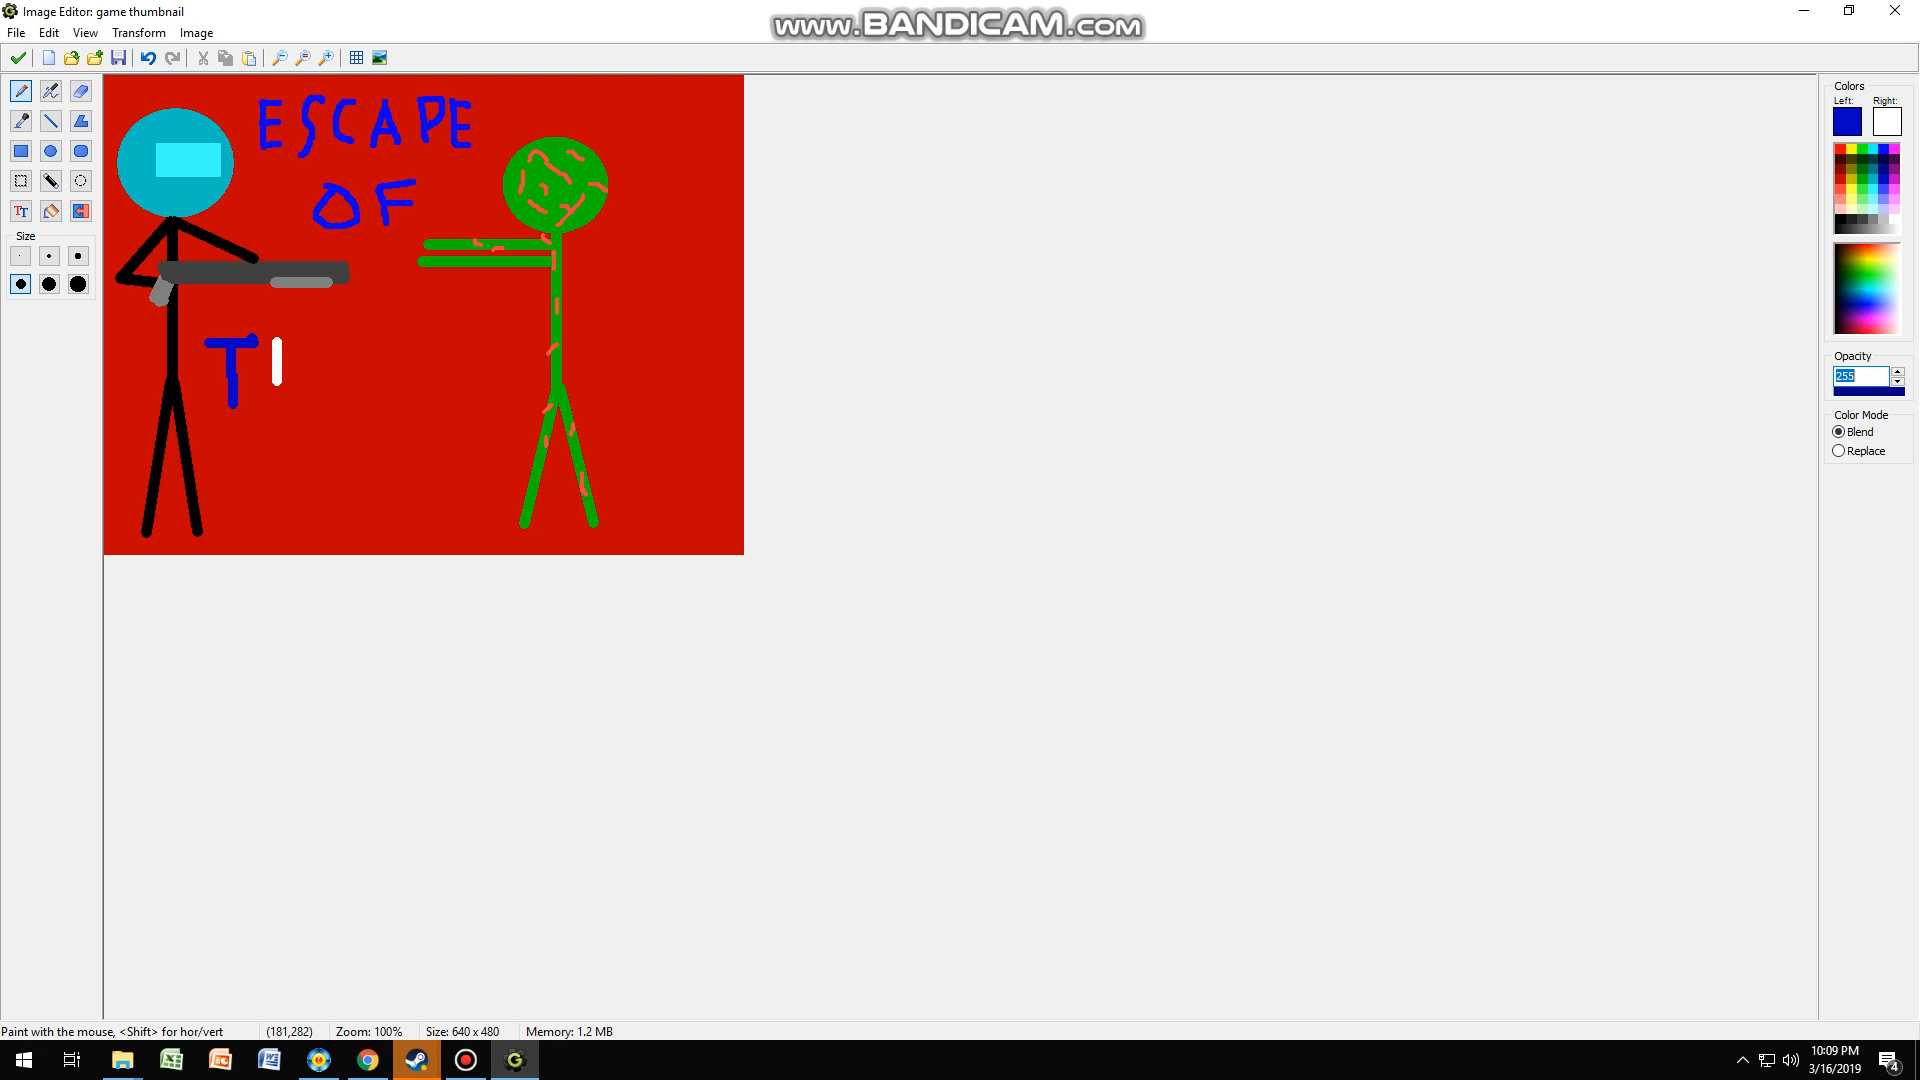 Image Editor: game thumbnail
www.BANDICAM.com
File Edit View Transform Image
Colors
Left: Right:
ESCAPE
OF
T
Size
Opacity
255
Color Mode
Blend
Replace
Paint with the mouse, <Shift> for hor/vert (181,282) Zoom: 100% Size: 640 x 480 Memory: 1.2 MB
10:09 PM
3/16/2019
4